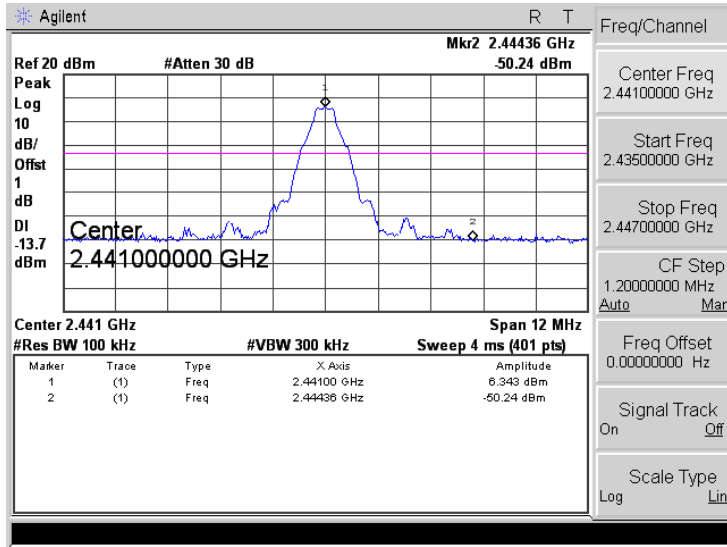 Agilent R T
Mkr2 2.44436 GHz
Ref 20 dBm #Atten 30 dB -50.24 dBm
Peak
Log
10
dB/
Offst
1
dB
DI
-13.7
dBm
1
2
Center
2.441000000 GHz
Center 2.441 GHz Span 12 MHz
#Res BW 100 kHz #VBW 300 kHz Sweep 4 ms (401 pts)
Marker Trace Type X Axis Amplitude
1 (1) Freq 2.44100 GHz 6.343 dBm
2 (1) Freq 2.44436 GHz -50.24 dBm
Freq/Channel
Center Freq
2.44100000 GHz
Start Freq
2.43500000 GHz
Stop Freq
2.44700000 GHz
CF Step
1.20000000 MHz
Auto Mar
Freq Offset
0.00000000 Hz
Signal Track
On Off
Scale Type
Log Lin